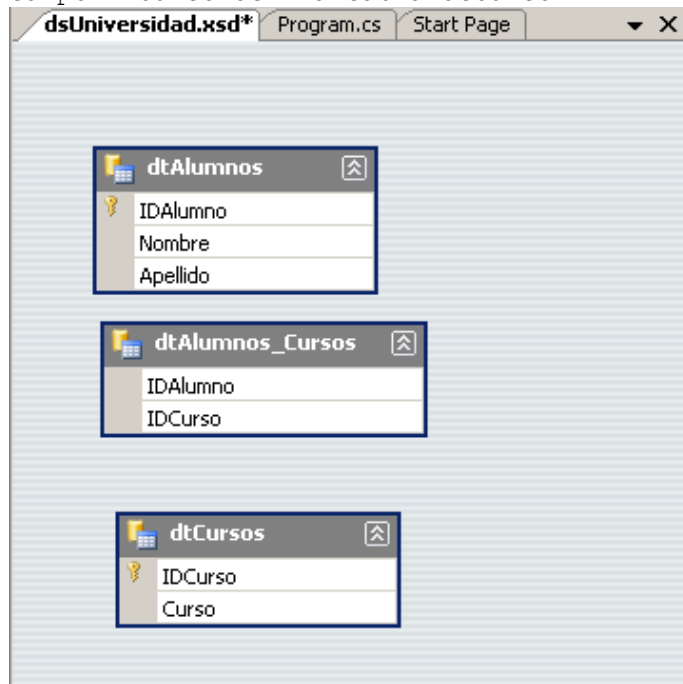 dsUniversidad.xsd* Program.cs Start Page
dtAlumnos
IDAlumno
Nombre
Apellido
dtAlumnos_Cursos
IDAlumno
IDCurso
dtCursos
IDCurso
Curso